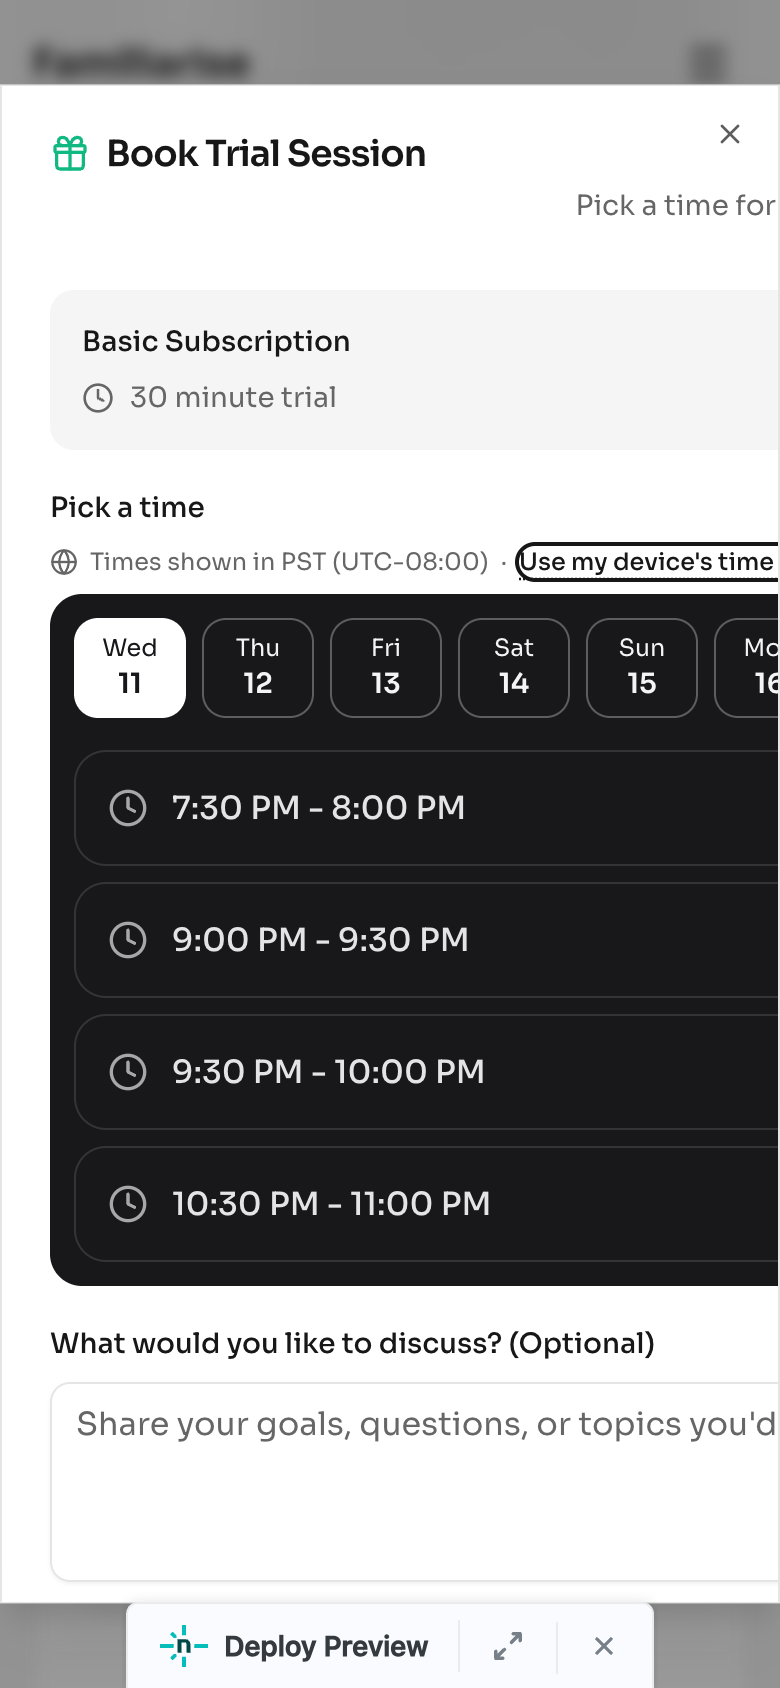 Familiarise
Book Trial Session
Pick a time for
Basic Subscription
30 minute trial
Pick a time
Times shown in PST (UTC-08:00) · Use my device's time
Wed Thu Fri Sat Sun Mo
11 12 13 14 15 16
7:30 PM - 8:00 PM
9:00 PM - 9:30 PM
9:30 PM - 10:00 PM
10:30 PM - 11:00 PM
What would you like to discuss? (Optional)
Share your goals, questions, or topics you'd
n Deploy Preview